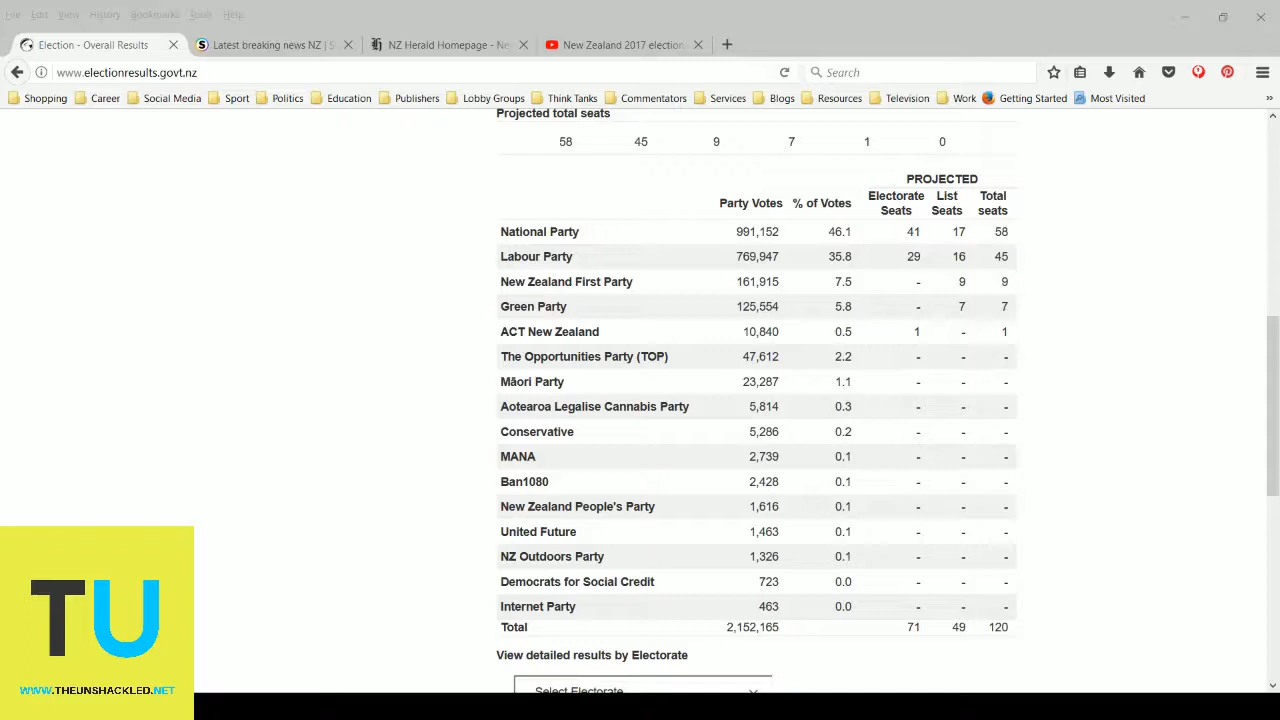 File Edit View History Bookmarks Tools Help
Election - Overall Results
Latest breaking news NZ | S
NZ Herald Homepage - Ne
New Zealand 2017 election
www.electionresults.govt.nz
Search
Shopping Career Social Media Sport Politics Education Publishers Lobby Groups Think Tanks Commentators Services Blogs Resources Television Work Getting Started Most Visited
Projected total seats
58 45 9 7 1 0
PROJECTED
Party Votes % of Votes Electorate Seats List Seats Total seats
National Party 991,152 46.1 41 17 58
Labour Party 769,947 35.8 29 16 45
New Zealand First Party 161,915 7.5 - 9 9
Green Party 125,554 5.8 - 7 7
ACT New Zealand 10,840 0.5 1 - 1
The Opportunities Party (TOP) 47,612 2.2 - - -
Māori Party 23,287 1.1 - - -
Aotearoa Legalise Cannabis Party 5,814 0.3 - - -
Conservative 5,286 0.2 - - -
MANA 2,739 0.1 - - -
Ban1080 2,428 0.1 - - -
New Zealand People's Party 1,616 0.1 - - -
United Future 1,463 0.1 - - -
NZ Outdoors Party 1,326 0.1 - - -
Democrats for Social Credit 723 0.0 - - -
Internet Party 463 0.0 - - -
Total 2,152,165 71 49 120
View detailed results by Electorate
Select Electorate
TU
WWW.THEUNSHACKLED.NET